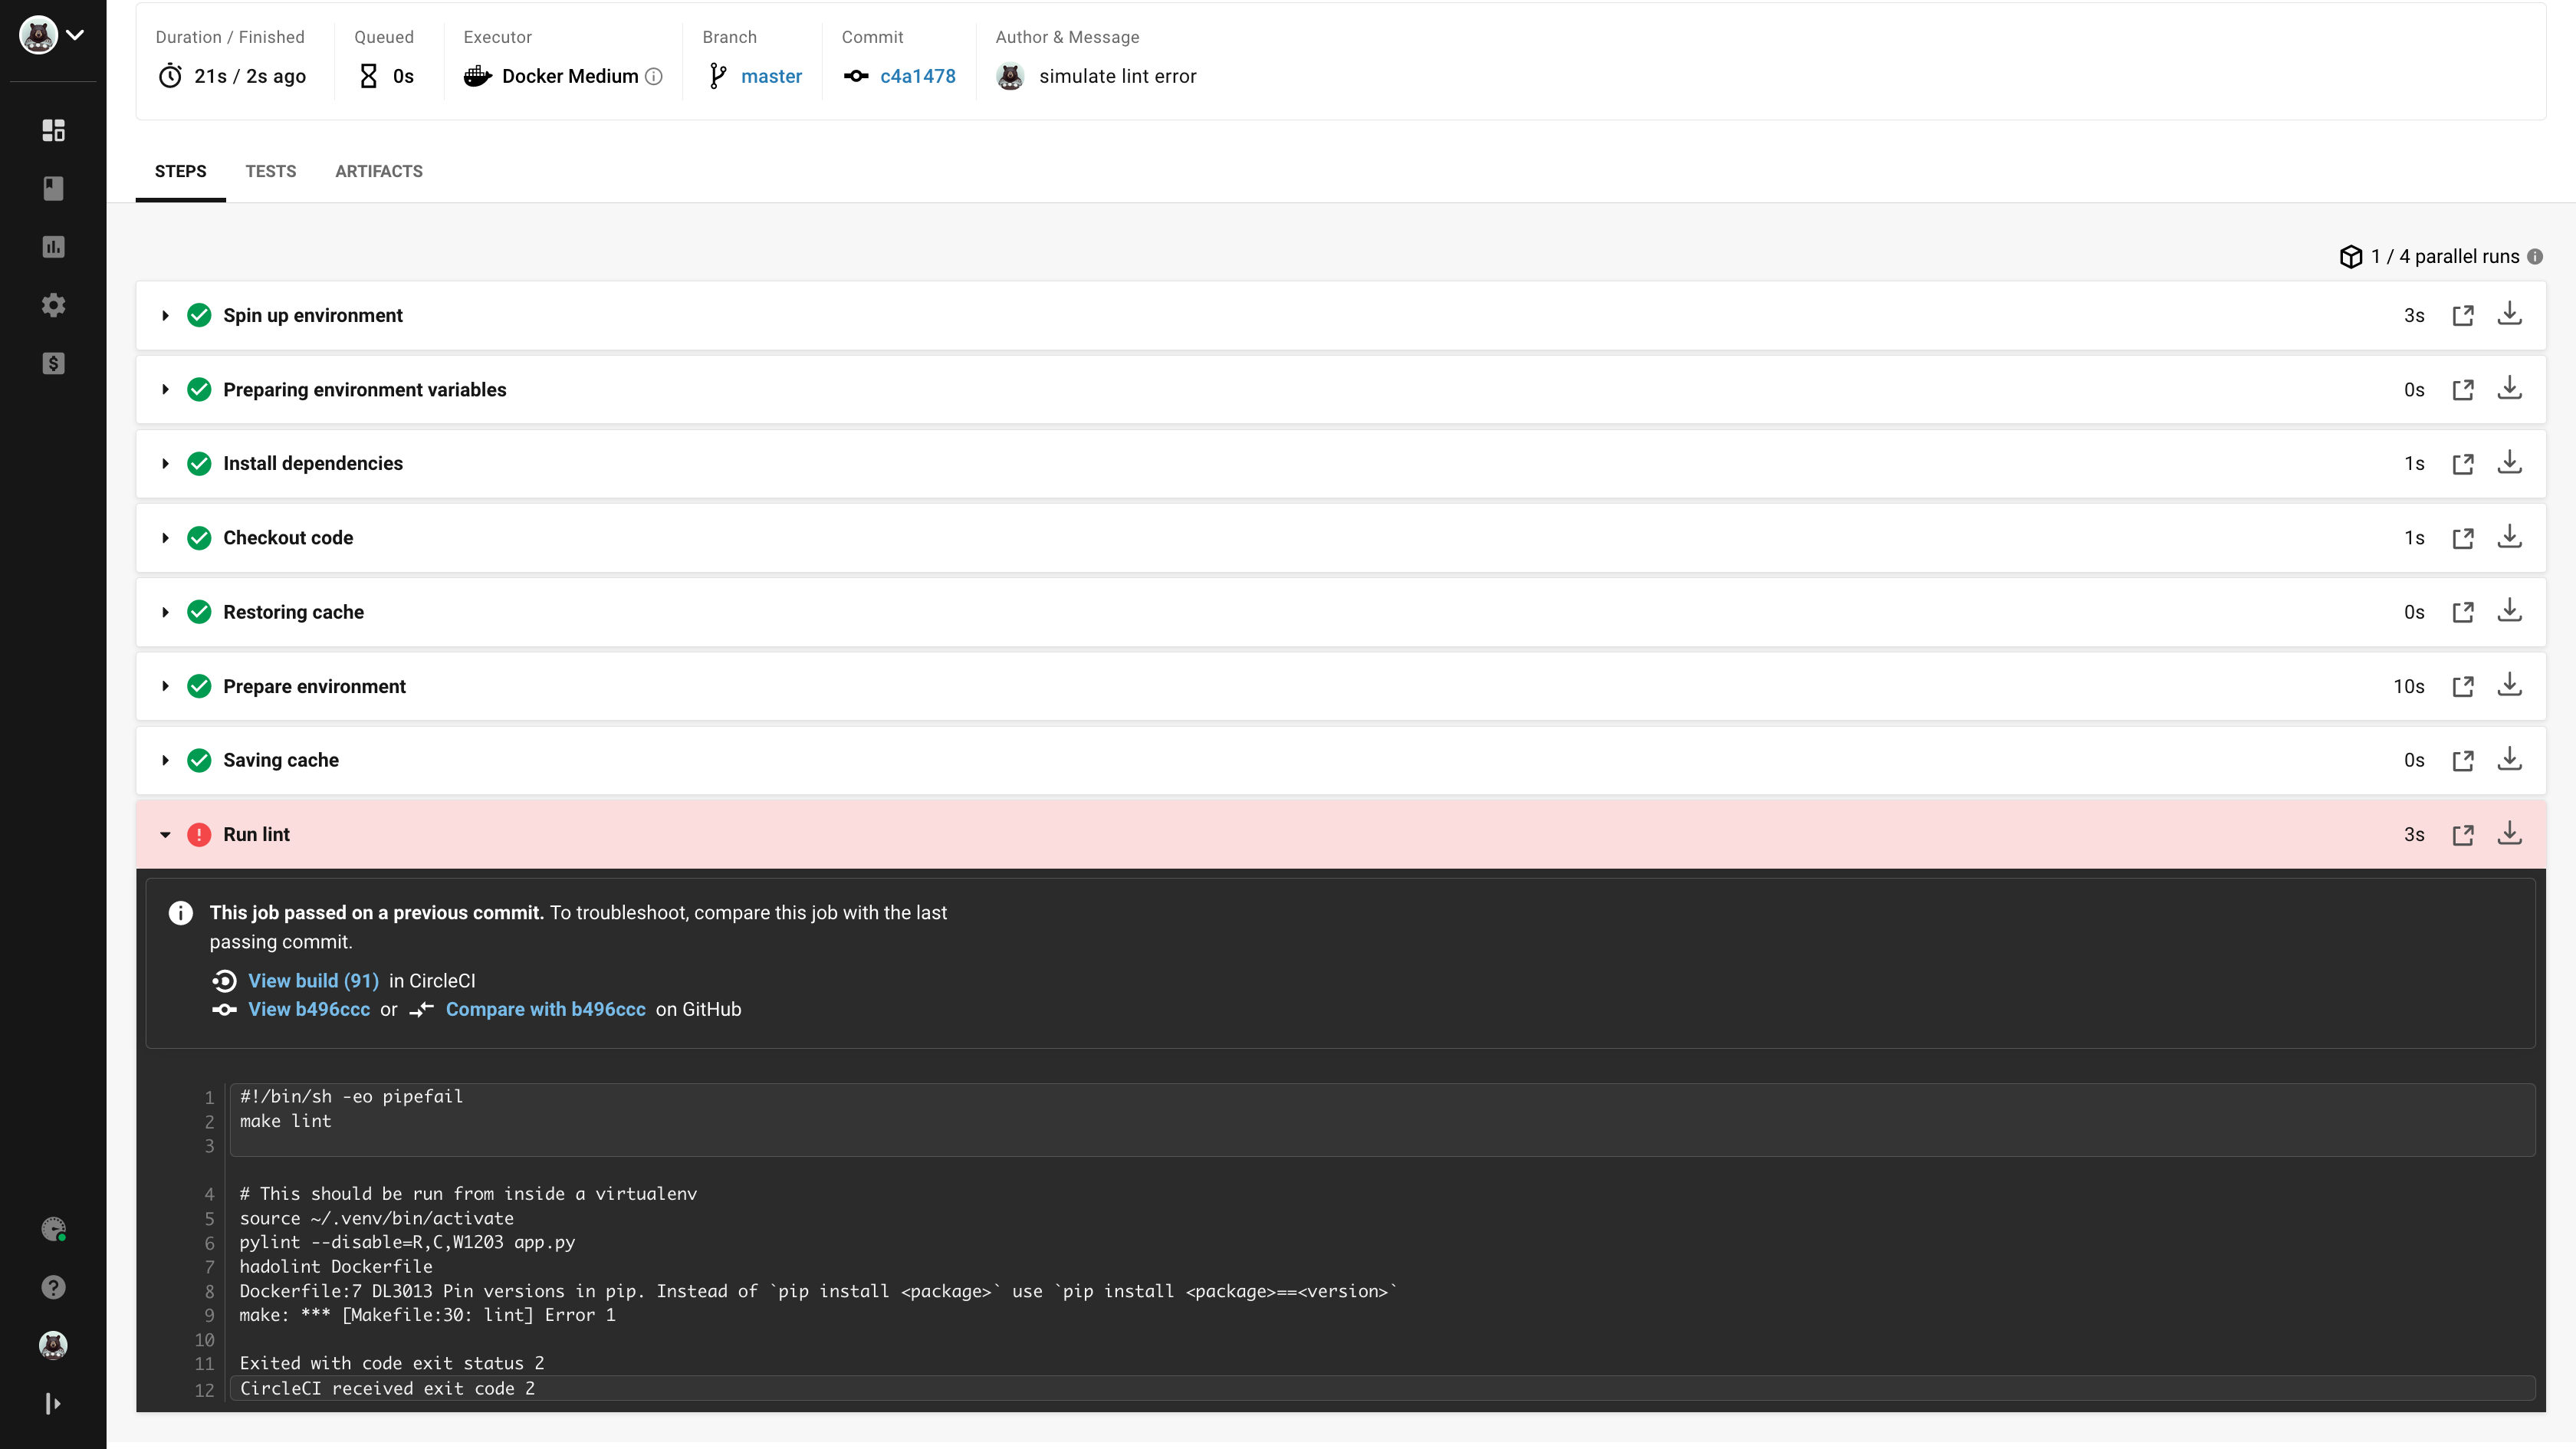 Duration / Finished
21s / 2s ago
Queued
0s
Executor
Docker Medium
Branch
master
Commit
c4a1478
Author & Message
simulate lint error
STEPS
TESTS
ARTIFACTS
1 / 4 parallel runs
Spin up environment
3s
Preparing environment variables
0s
Install dependencies
1s
Checkout code
1s
Restoring cache
0s
Prepare environment
10s
Saving cache
0s
Run lint
3s
This job passed on a previous commit. To troubleshoot, compare this job with the last
passing commit.
View build (91) in CircleCI
View b496ccc or Compare with b496ccc on GitHub
1 #!/bin/sh -eo pipefail
2 make lint
3
4 # This should be run from inside a virtualenv
5 source ~/.venv/bin/activate
6 pylint --disable=R,C,W1203 app.py
7 hadolint Dockerfile
8 Dockerfile:7 DL3013 Pin versions in pip. Instead of `pip install <package>` use `pip install <package>==<version>`
9 make: *** [Makefile:30: lint] Error 1
10
11 Exited with code exit status 2
12 CircleCI received exit code 2